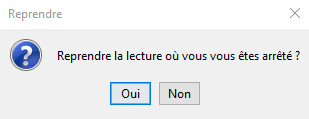 Reprendre
Reprendre la lecture où vous vous êtes arrêté ?
Oui Non